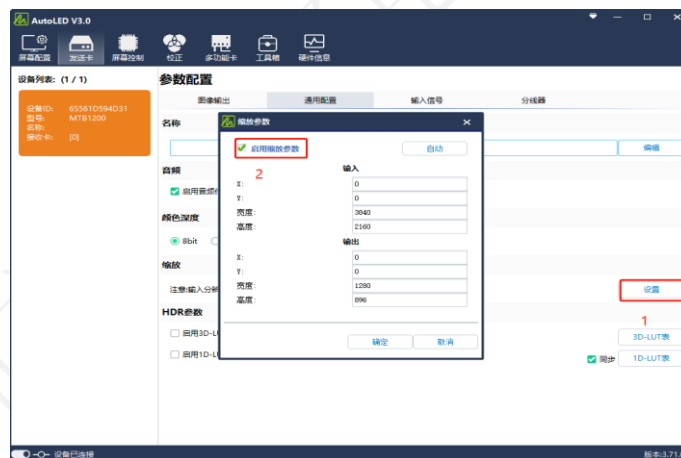 AutoLED V3.0
屏幕配置 发送卡 屏幕控制 校正 多功能卡 工具箱 硬件信息
设备列表: (1 / 1)
参数配置
设备ID: 65561D594D31
型号: MTB1200
名称:
接收卡: [0]
图像输出 通用配置 输入信号 分线器
名称
编辑
缩放参数
启用缩放参数 自动
2
输入
X: 0
Y: 0
宽度: 3840
高度: 2160
输出
X: 0
Y: 0
宽度: 1280
高度: 896
确定 取消
音频
启用音频
颜色深度
8bit
缩放
注意:输入分
设置
1
HDR参数
启用3D-L
3D-LUT表
启用1D-L
同步 1D-LUT表
设备已连接
版本:3.71.